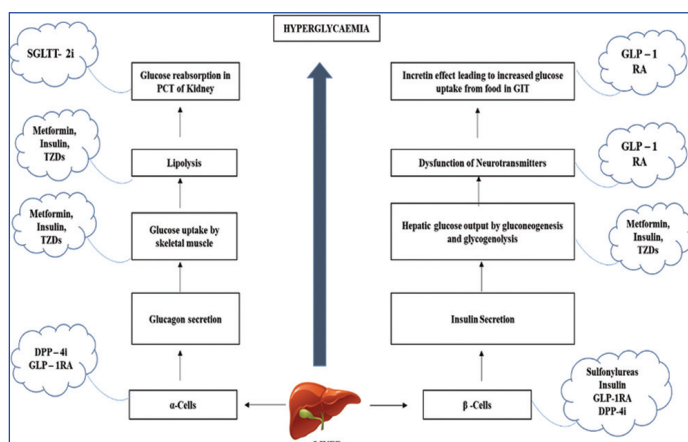 HYPERGLYCAEMIA
SGLTT- 2i
Glucose reabsorption in
PCT of Kidney
Incretin effect leading to increased glucose
uptake from food in GIT
GLP – 1
RA
Metformin,
Insulin,
TZDs
Lipolysis
Dysfunction of Neurotransmitters
GLP – 1
RA
Metformin,
Insulin,
TZDs
Glucose uptake by
skeletal muscle
Hepatic glucose output by gluconeogenesis
and glycogenolysis
Metformin,
Insulin,
TZDs
Glucagon secretion
Insulin Secretion
DPP – 4i
GLP – 1RA
α-Cells
β -Cells
Sulfonylureas
Insulin
GLP-1RA
DPP-4i